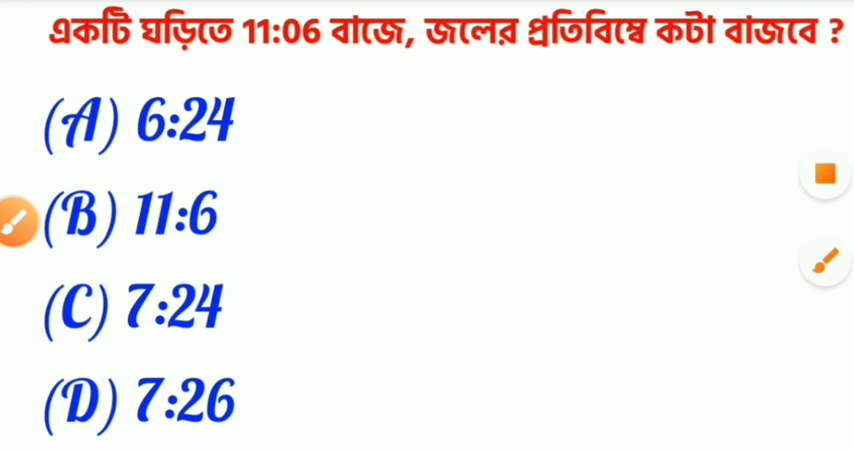 একটি ঘড়িতে 11:06 বাজে, জলের প্রতিবিম্বে কটা বাজবে ?
(A) 6:24
(B) 11:6
(C) 7:24
(D) 7:26